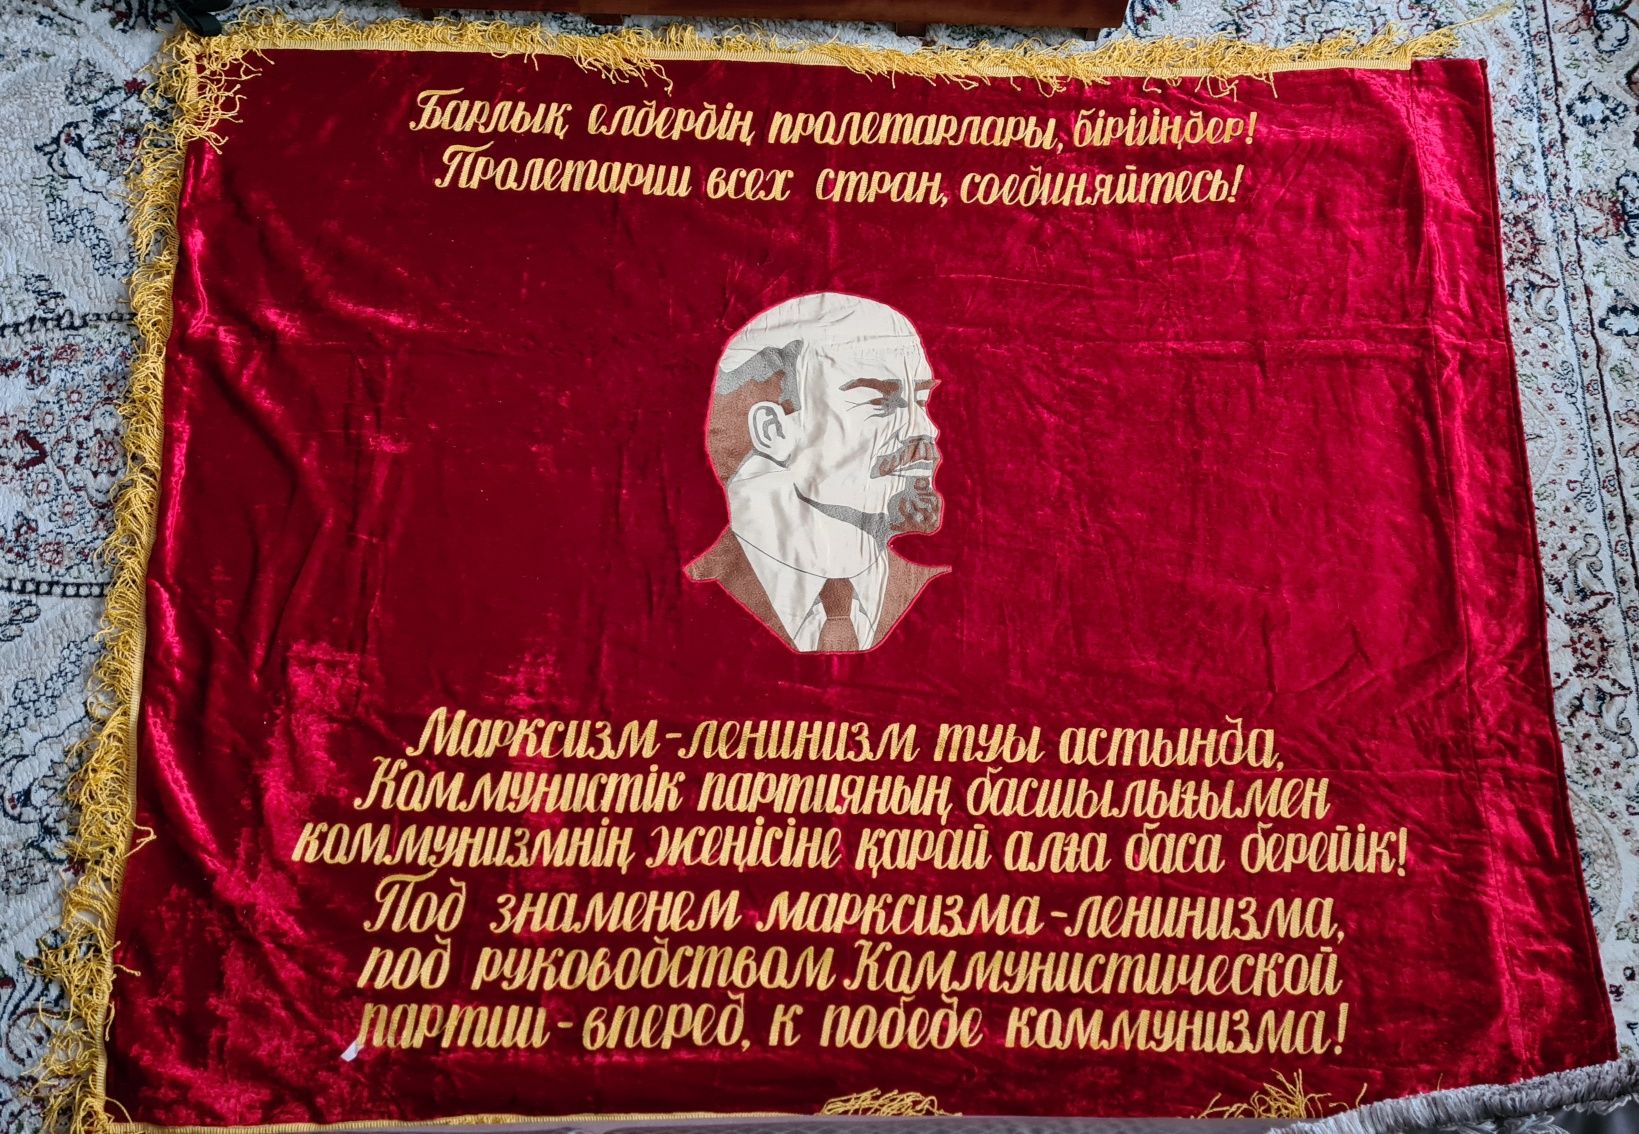 Барлық елдердің пролетарлары, бірігіңдер!
Пролетарии всех стран, соединяйтесь!
Марксизм-ленинизм туы астында,
Коммунистік партияның басшылығымен
коммунизмнің жеңісіне қарай алға баса берейік!
Под знаменем марксизма-ленинизма,
под руководством Коммунистической
партии - вперед, к победе коммунизма!